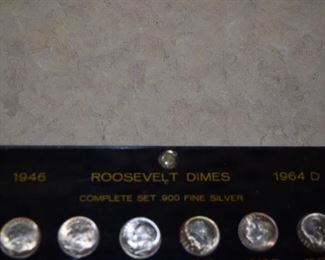 1946 ROOSEVELT DIMES 1964 D
COMPLETE SET .900 FINE SILVER